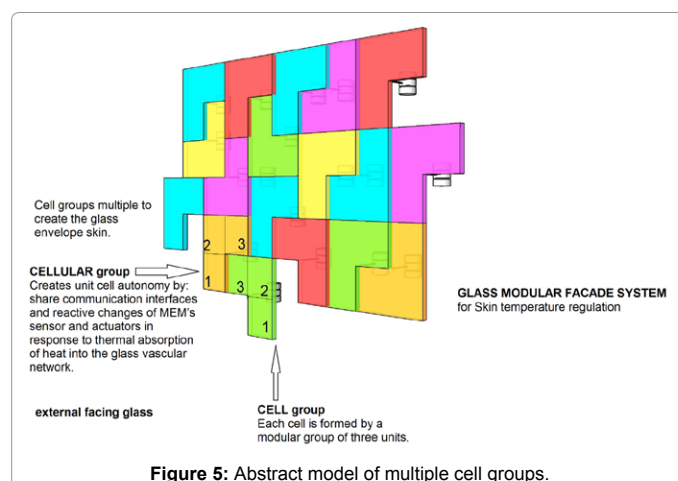 Cell groups multiple to
create the glass
envelope skin.
2 3
CELLULAR group
Creates unit cell autonomy by:
share communication interfaces
and reactive changes of MEM's
sensor and actuators in
response to thermal absorption
of heat into the glass vascular
network.
1 3 2
1
GLASS MODULAR FACADE SYSTEM
for Skin temperature regulation
external facing glass
CELL group
Each cell is formed by a
modular group of three units.
Figure 5: Abstract model of multiple cell groups.